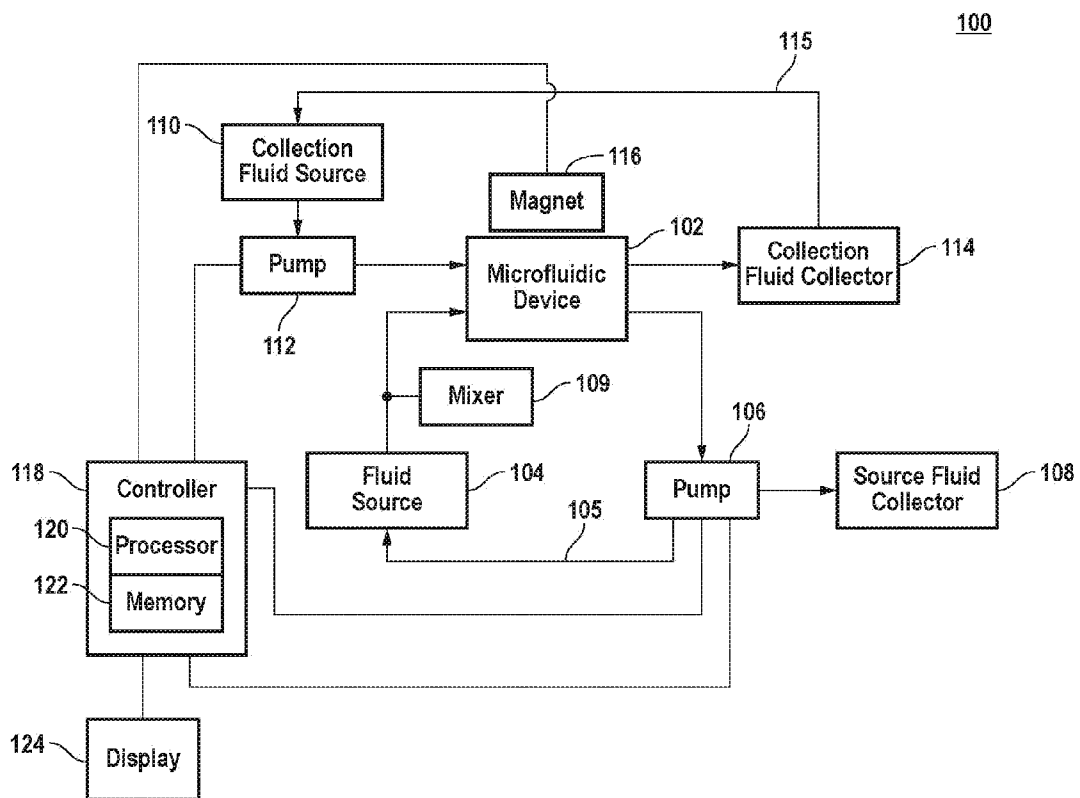 100
115
110
Collection
Fluid Source
116
Magnet
102
Pump
112
Microfluidic
Device
Collection
Fluid Collector
114
Mixer
109
106
118
Controller
Fluid
Source
104
Pump
Source Fluid
Collector
108
120
Processor
105
122
Memory
124
Display